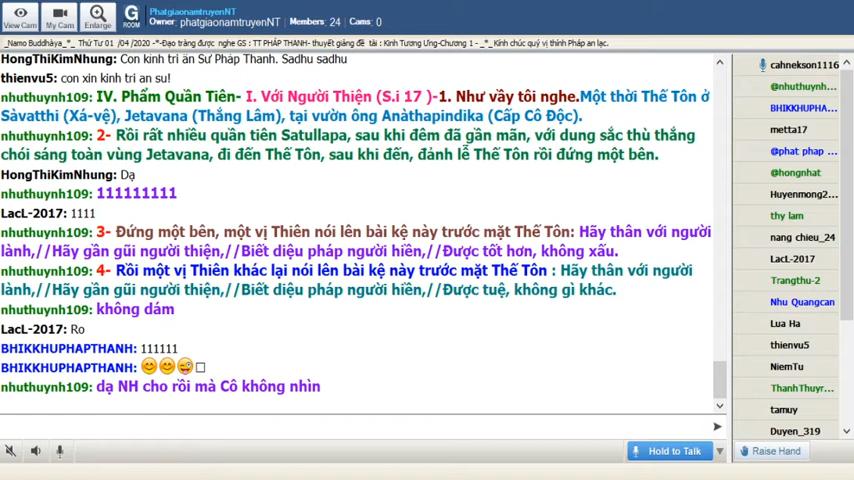 View Cam
My Cam
Enlarge
G
ROOM
PhatgiaonamtruyenNT
Owner: phatgiaonamtruyenNT | Members: 24 | Cams: 0
_Namo Buddhàya_*_ Thứ Tư 01 /04 /2020 -*-Đạo tràng được nghe GS : TT PHÁP THANH- thuyết giảng đề tài : Kinh Tương Ưng-Chương 1 - _*_ Kính chúc quý vị thính Pháp an lạc.
HongThiKimNhung: Con kinh tri ân Sư Pháp Thanh. Sadhu sadhu
thienvu5: con xin kinh tri an su!
nhuthuynh109: IV. Phẩm Quần Tiên- I. Với Người Thiện (S.i 17 )-1. Như vầy tôi nghe.Một thời Thế Tôn ở
Sàvatthi (Xá-vệ), Jetavana (Thắng Lâm), tại vườn ông Anàthapindika (Cấp Cô Độc).
nhuthuynh109: 2- Rồi rất nhiều quần tiên Satullapa, sau khi đêm đã gần mãn, với dung sắc thù thắng
chói sáng toàn vùng Jetavana, đi đến Thế Tôn, sau khi đến, đảnh lễ Thế Tôn rồi đứng một bên.
HongThiKimNhung: Dạ
nhuthuynh109: 111111111
LacL-2017: 1111
nhuthuynh109: 3- Đứng một bên, một vị Thiên nói lên bài kệ này trước mặt Thế Tôn: Hãy thân với người
lành,//Hãy gần gũi người thiện,//Biết diệu pháp người hiền,//Được tốt hơn, không xấu.
nhuthuynh109: 4- Rồi một vị Thiên khác lại nói lên bài kệ này trước mặt Thế Tôn : Hãy thân với người
lành,//Hãy gần gũi người thiện,//Biết diệu pháp người hiền,//Được tuệ, không gì khác.
nhuthuynh109: không dám
LacL-2017: Ro
BHIKKHUPHAPTHANH: 111111
BHIKKHUPHAPTHANH:
nhuthuynh109: dạ NH cho rồi mà Cô không nhìn
Hold to Talk
cahnekson1116
@nhuthuynh...
BHIKKHUPHA...
metta17
@phat phap ...
@hongnhat
Huyenmong2...
thy lam
nang chieu_24
LacL-2017
Trangthu-2
Nhu Quangcan
Lua Ha
thienvu5
NiemTu
ThanhThuyr...
tamuy
Duyen_319
Raise Hand